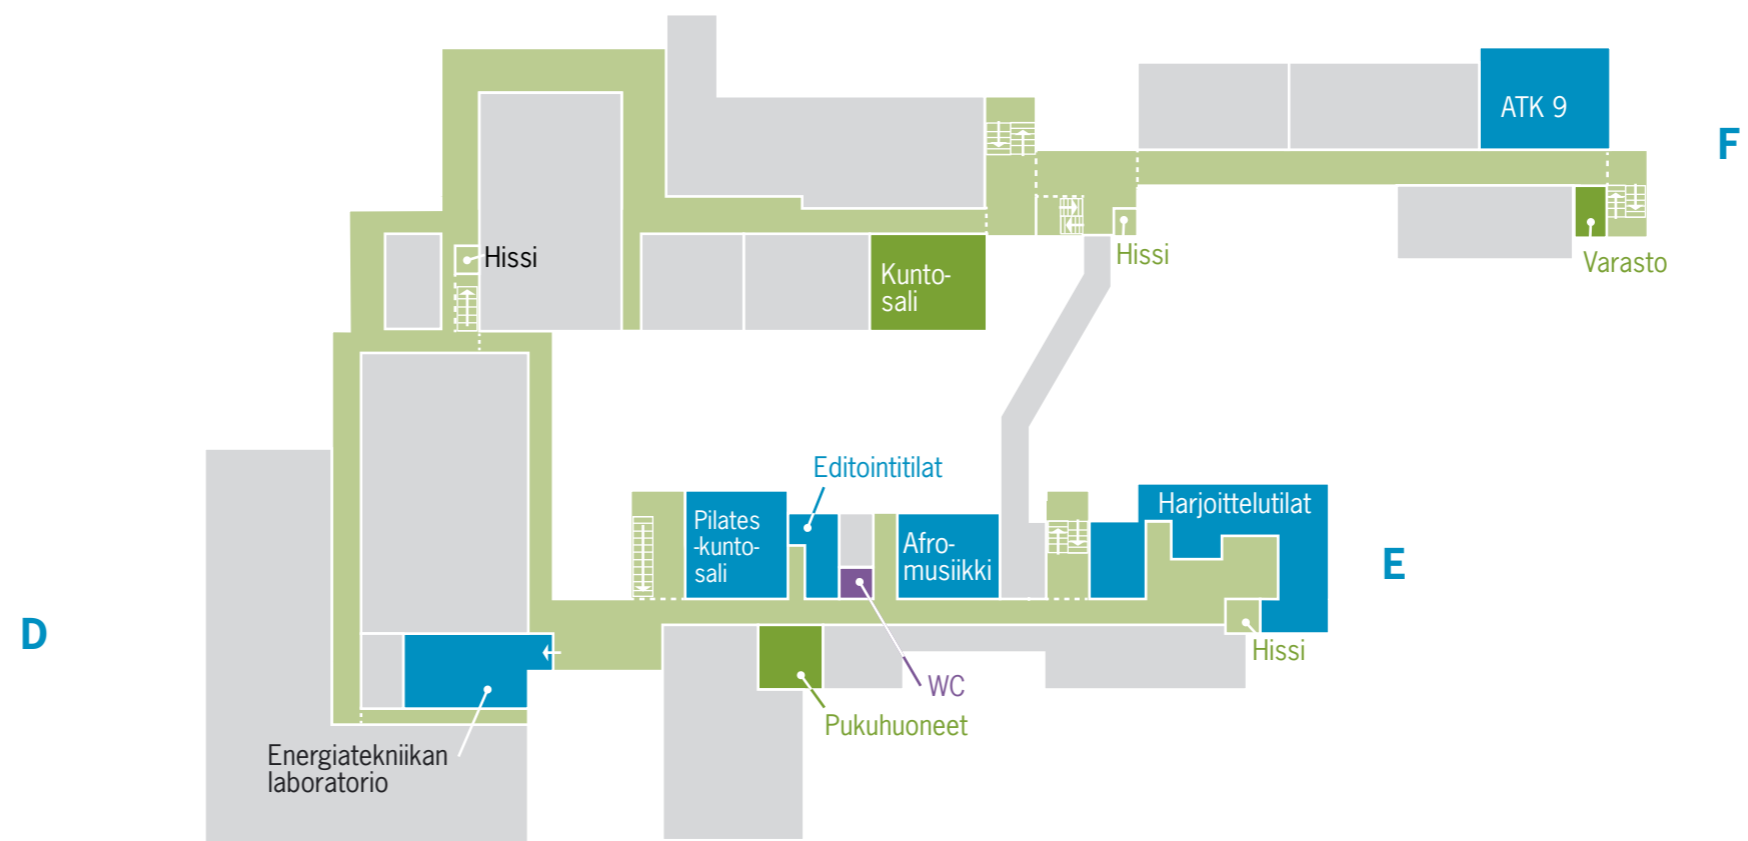 ATK 9
F
Hissi
Hissi
Varasto
Kunto-
sali
Editointitilat
Pilates
-kunto-
sali
Afro-
musiikki
Harjoittelutilat
E
D
Hissi
WC
Pukuhuoneet
Energiatekniikan
laboratorio